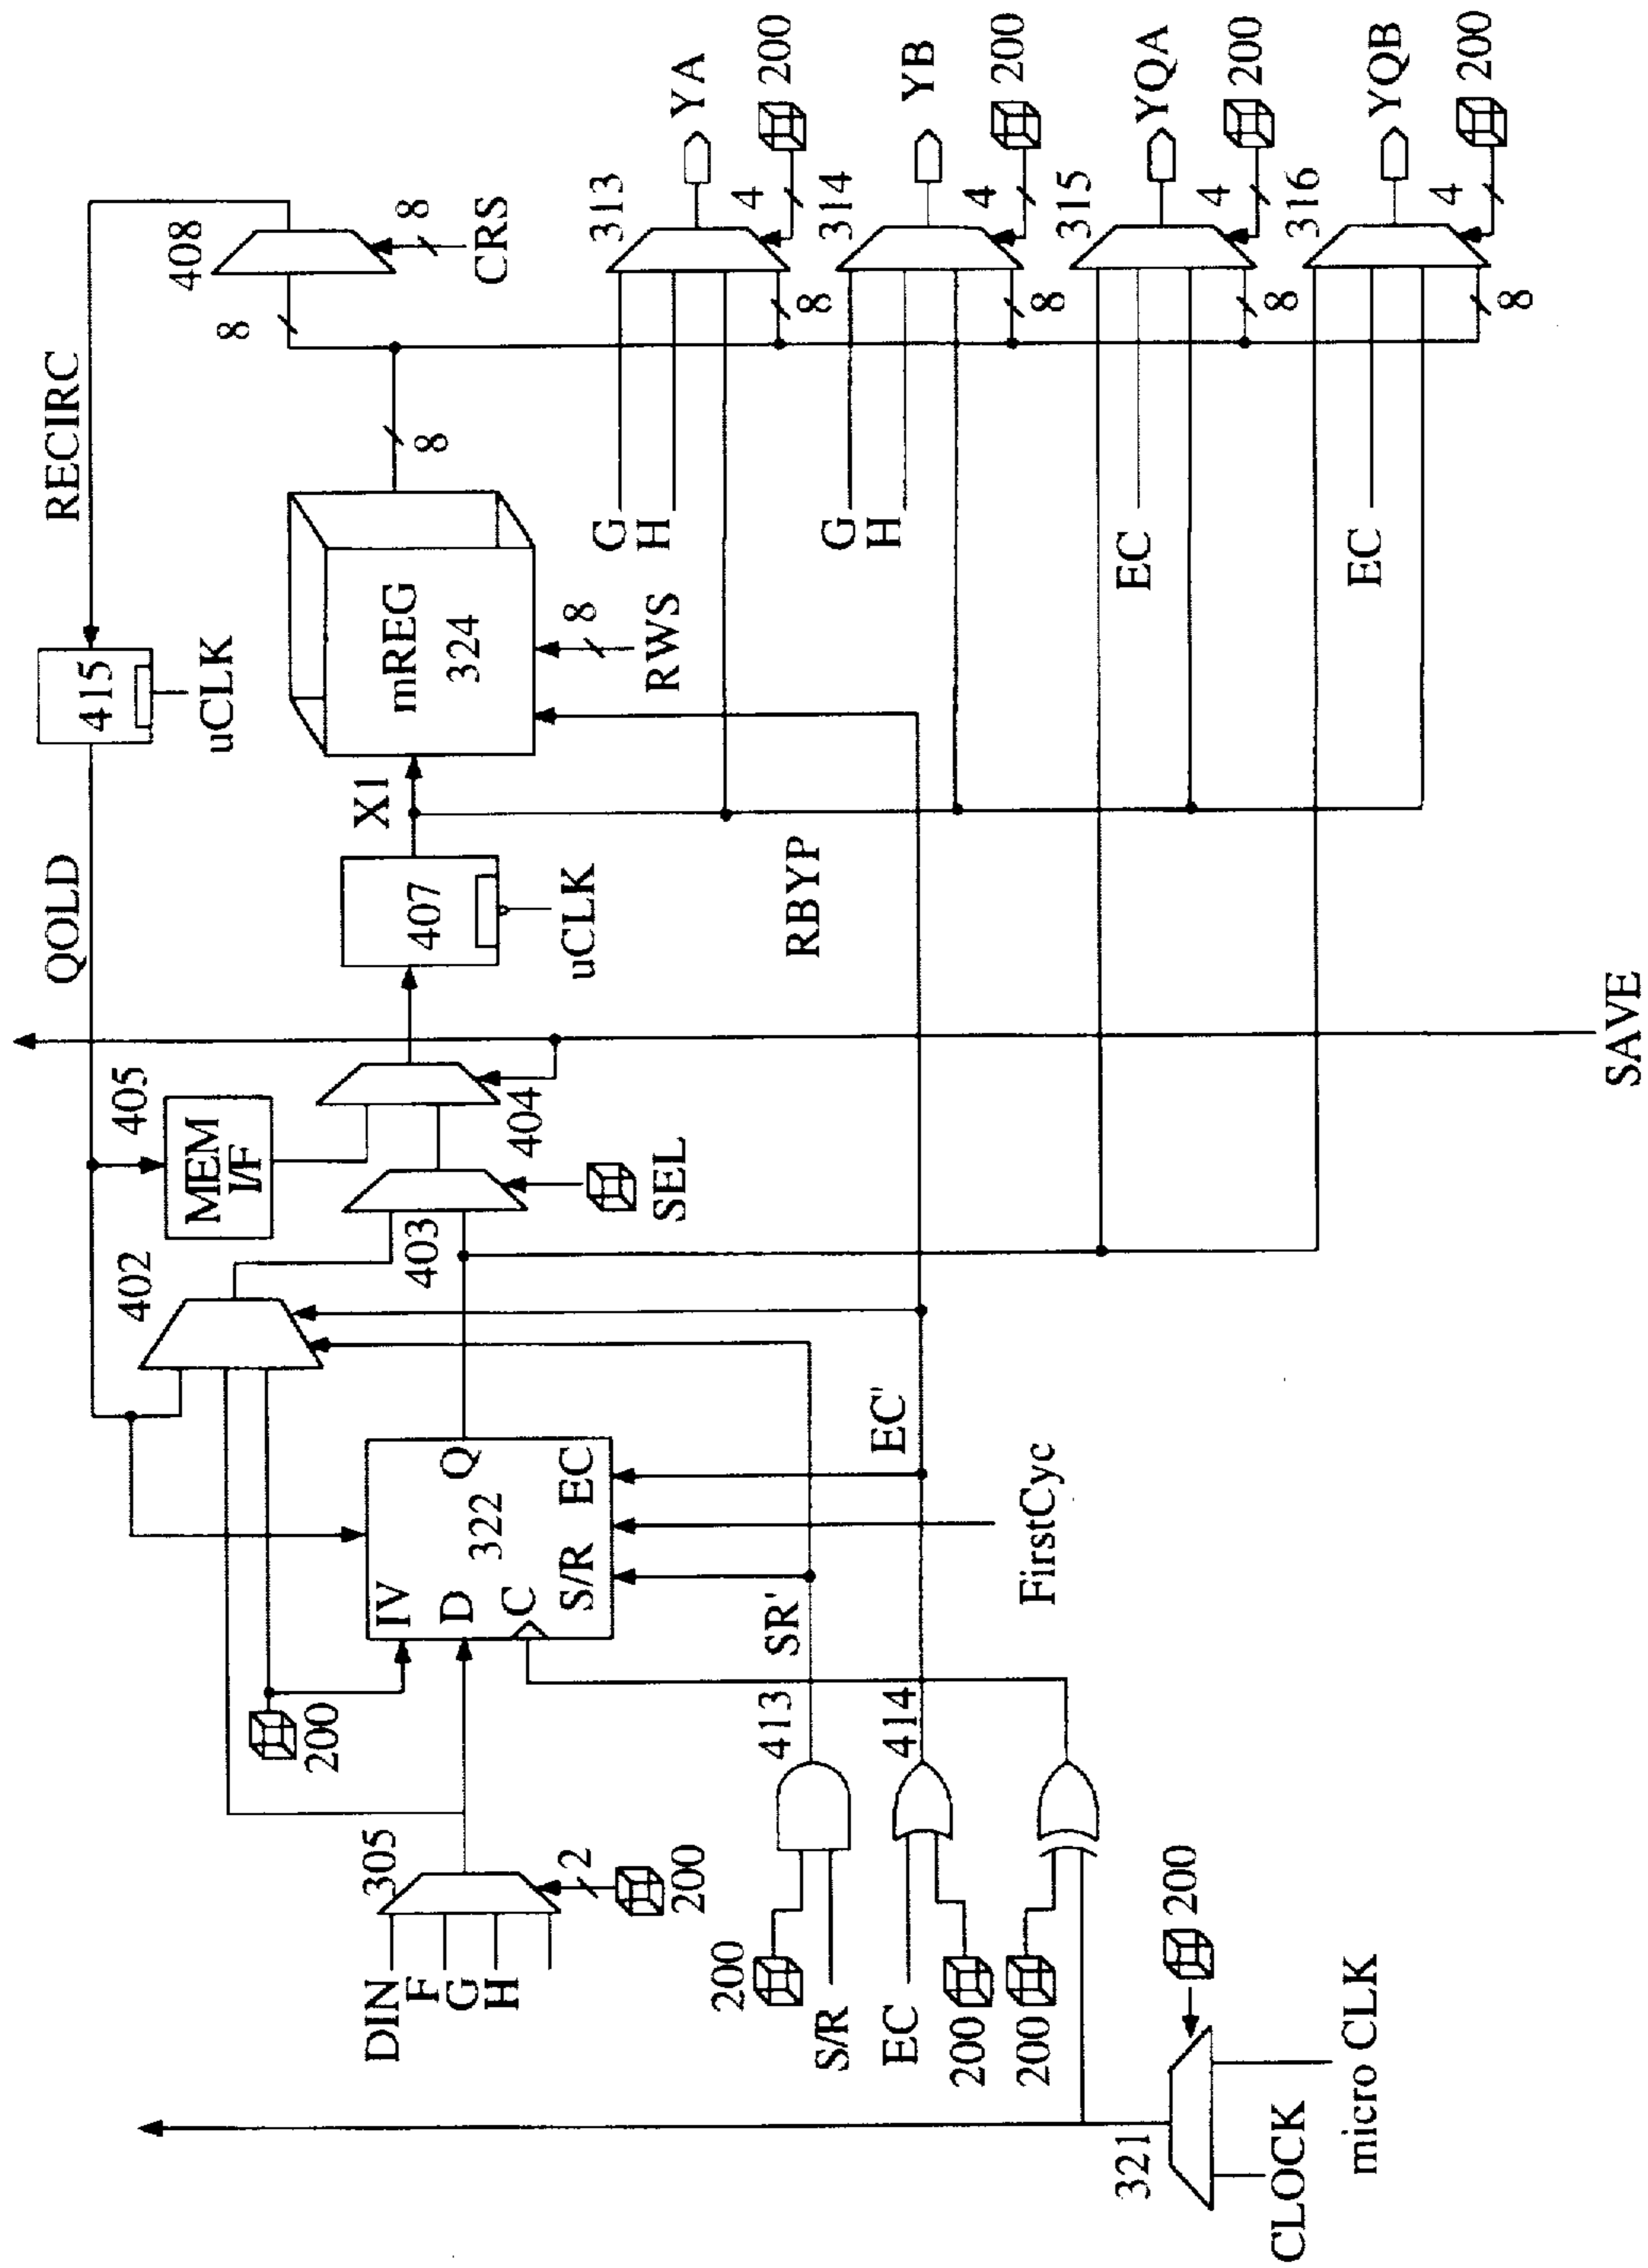 QOLD
RECIRC
415
uCLK
408
8
8
CRS
402
405
MEM
I/F
404
403
SEL
407
uCLK
X1
mREG
324
8
RWS
8
RBYP
305
DIN
F
G
H
2
200
200
IV
D
C
Q
322
S/R
EC
413
SR'
200
S/R
414
EC'
EC
200
200
FirstCyc
321
200
CLOCK
micro CLK
SAVE
G
H
313
8
4
YA
200
G
H
314
8
4
YB
200
EC
315
8
4
YQA
200
EC
316
8
4
YQB
200